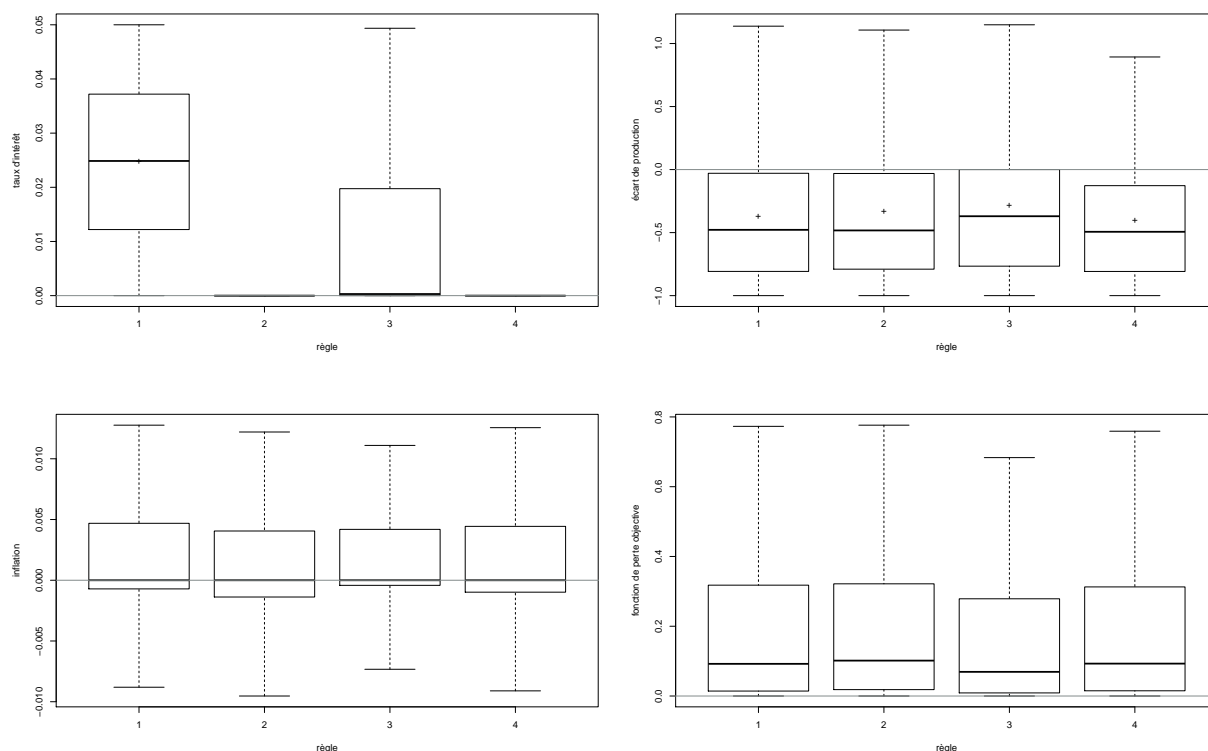 0.00 0.01 0.02 0.03 0.04 0.05
taux d'intérêt
1 2 3 4
règle
−1.0 −0.5 0.0 0.5 1.0
écart de production
1 2 3 4
règle
−0.010 −0.005 0.000 0.005 0.010
inflation
1 2 3 4
règle
0.0 0.2 0.4 0.6 0.8
fonction de perte objective
1 2 3 4
règle